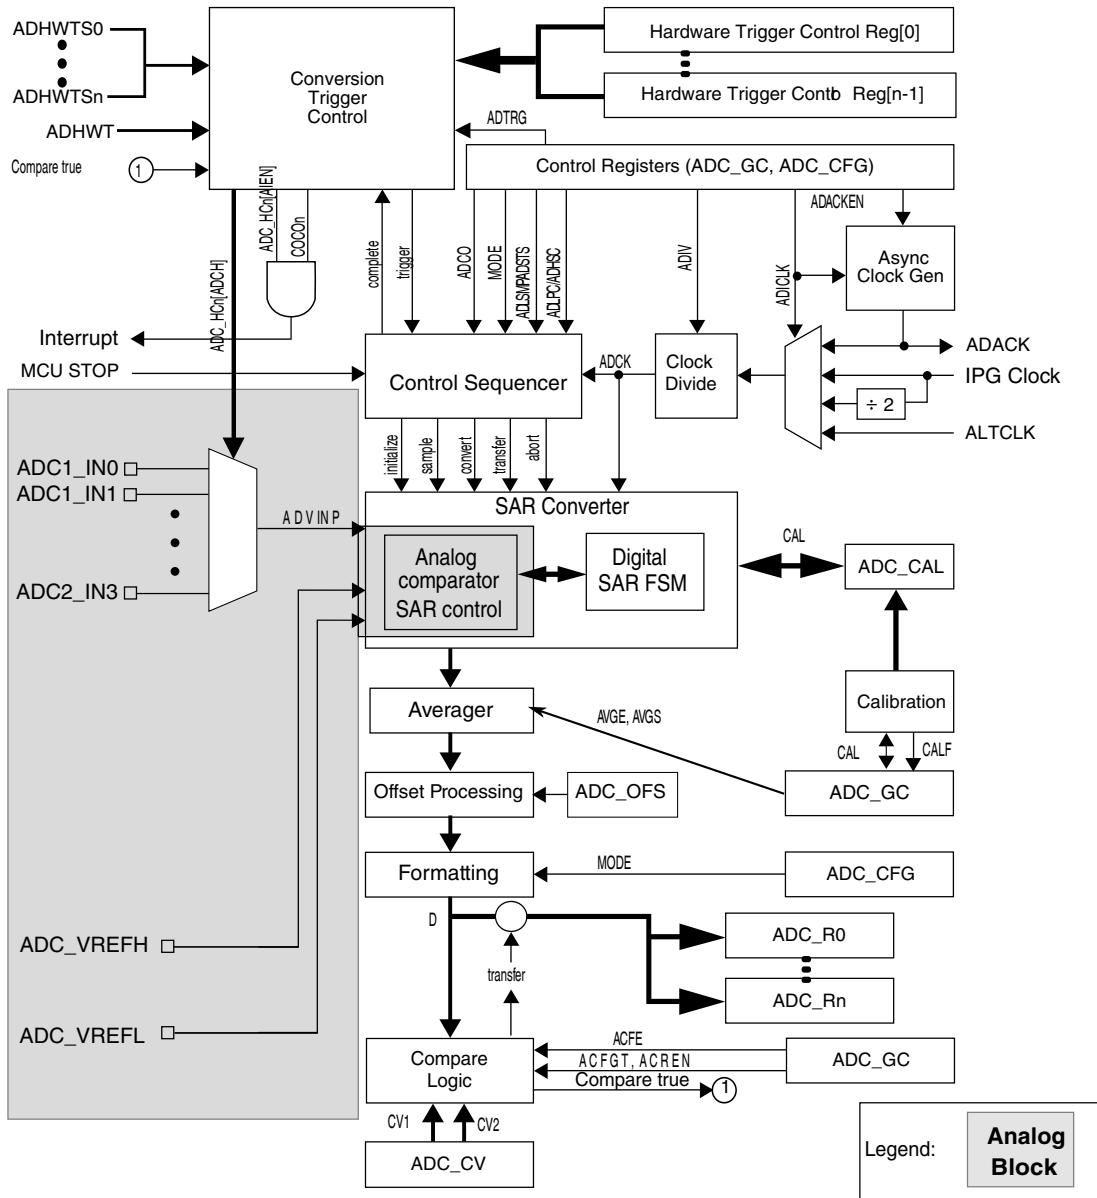 ADHWTS0
ADHWTSn
ADHWT
Compare true
1
Conversion
Trigger
Control
Hardware Trigger Control Reg[0]
Hardware Trigger Contb Reg[n-1]
ADTRG
Control Registers (ADC_GC, ADC_CFG)
ADC_HCn[ADCH]
ADC_HCn[AIEN]
COCOn
complete
trigger
ADCO
MODE
ADLSMP/ADSTS
ADLPC/ADHSC
ADIV
ADICLK
ADACKEN
Async
Clock Gen
Interrupt
MCU STOP
Control Sequencer
ADCK
Clock
Divide
ADACK
IPG Clock
÷ 2
ALTCLK
initialize
sample
convert
transfer
abort
ADC1_IN0
ADC1_IN1
ADC2_IN3
ADVINP
SAR Converter
Analog
comparator
SAR control
Digital
SAR FSM
CAL
ADC_CAL
Averager
AVGE, AVGS
Calibration
CAL
CALF
Offset Processing
ADC_OFS
ADC_GC
Formatting
MODE
ADC_CFG
D
ADC_R0
ADC_Rn
transfer
ADC_VREFH
ADC_VREFL
Compare
Logic
ACFE
ACFGT, ACREN
Compare true
1
ADC_GC
CV1
CV2
ADC_CV
Legend:
Analog
Block